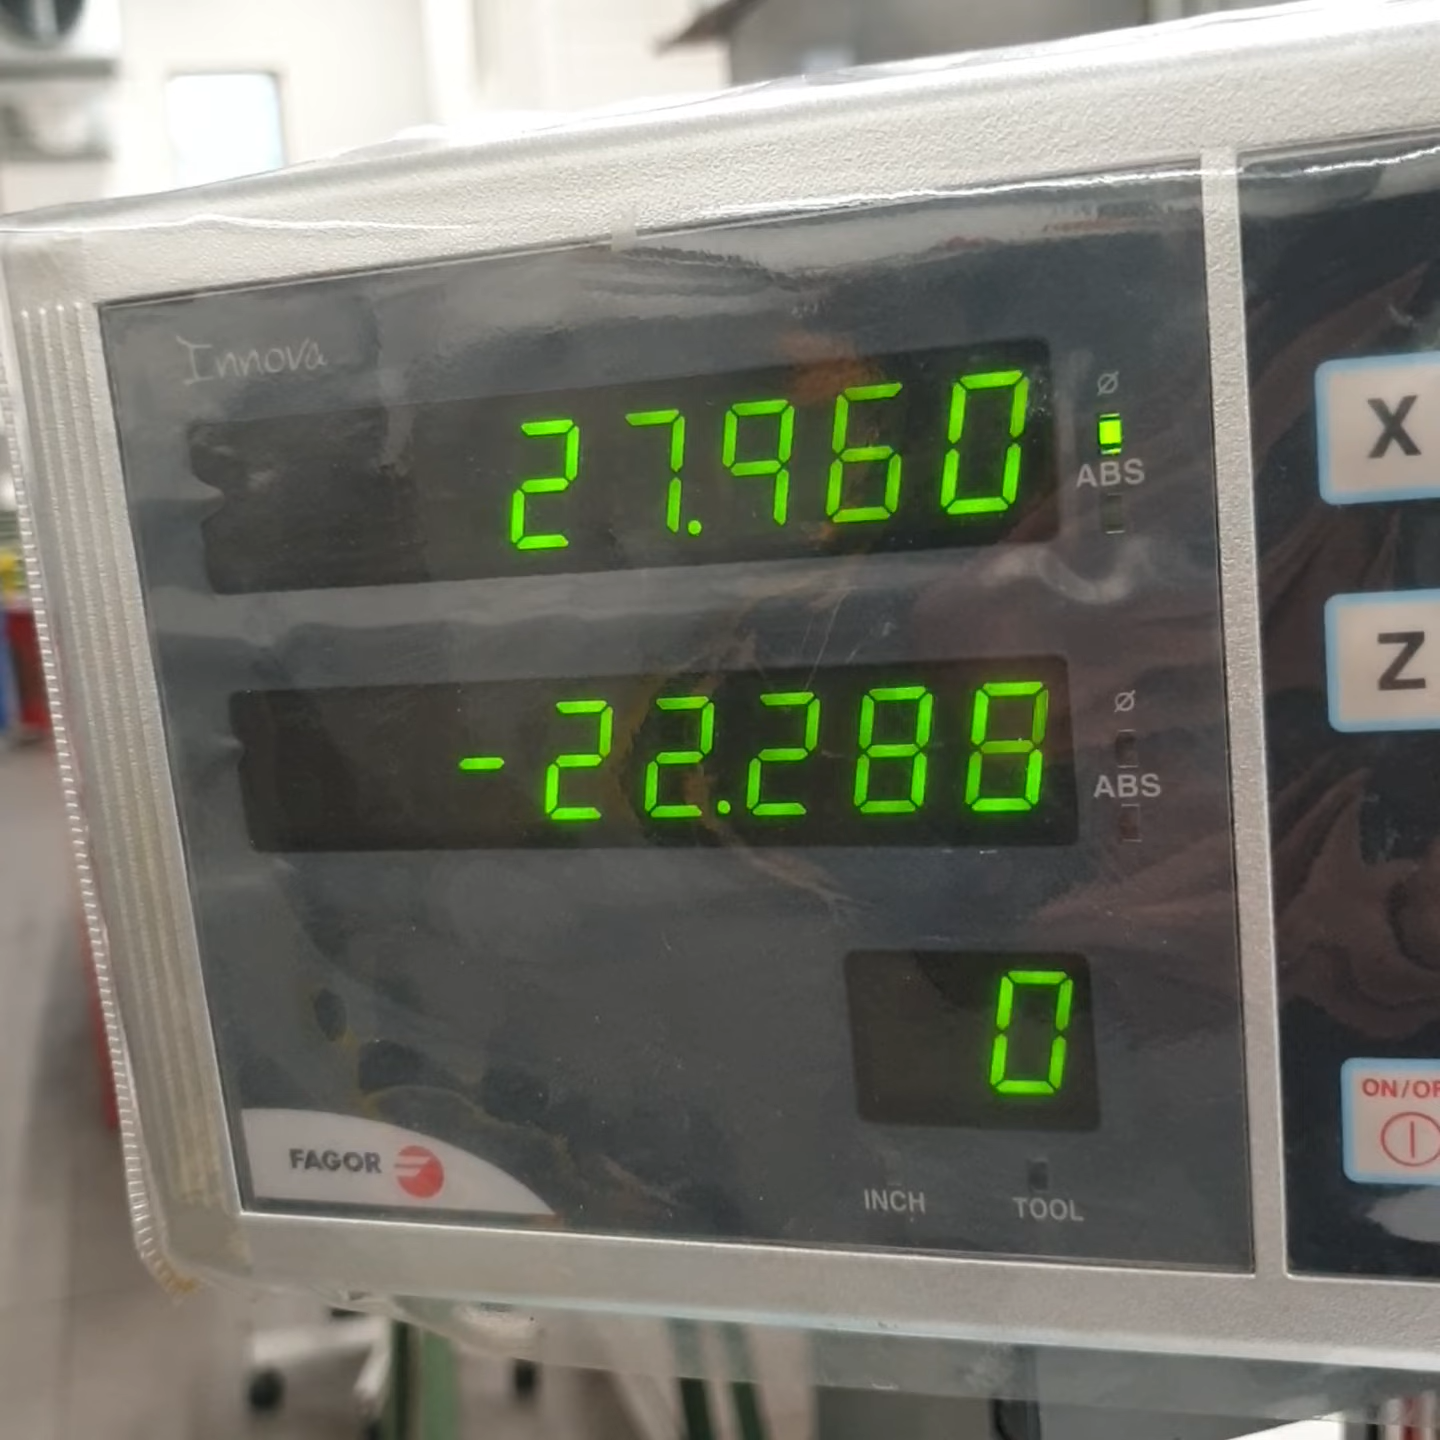 Innova
27.960
Ø
ABS
X
-22.288
Ø
ABS
Z
0
ON/OF
FAGOR
INCH
TOOL